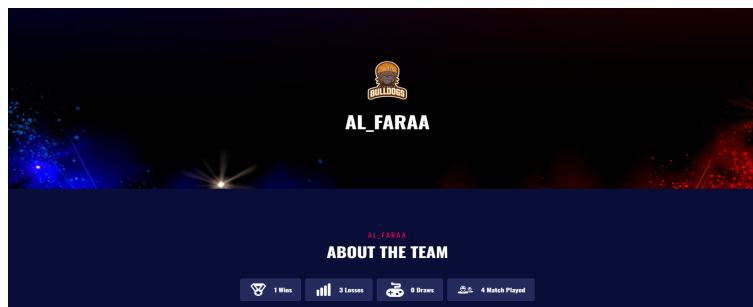 BULLDOGS
AL_FARAA
AL_FARAA
ABOUT THE TEAM
1 Wins
3 Losses
0 Draws
4 Match Played